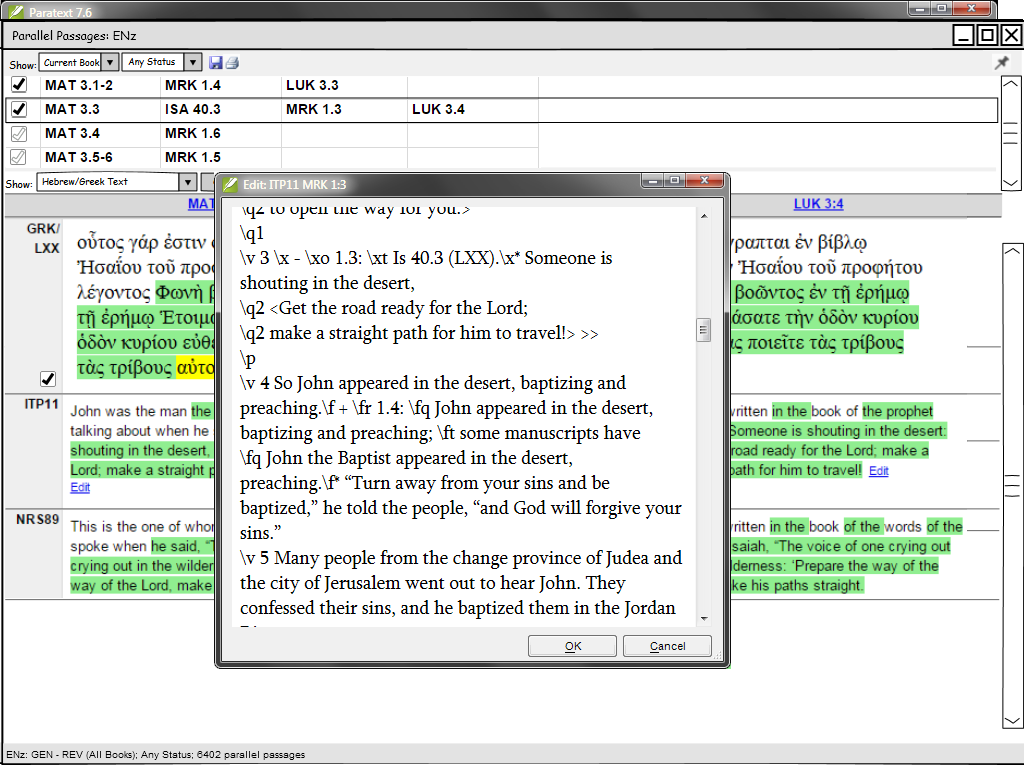 Paratext 7.6
Parallel Passages: ENz
Show: Current Book Any Status
MAT 3.1-2 MRK 1.4 LUK 3.3
MAT 3.3 ISA 40.3 MRK 1.3 LUK 3.4
MAT 3.4 MRK 1.6
MAT 3.5-6 MRK 1.5
Show: Hebrew/Greek Text
MAT LUK 3:4
GRK/
LXX
οὗτος γάρ ἐστιν
Ἠσαΐου τοῦ προφ
λέγοντος Φωνὴ β
τῇ ἐρήμῳ Ἑτοιμα
ὁδὸν κυρίου εὐθε
τὰς τρίβους αὐτο
γραπται ἐν βίβλῳ
Ἠσαΐου τοῦ προφήτου
βοῶντος ἐν τῇ ἐρήμῳ
άσατε τὴν ὁδὸν κυρίου
ς ποιεῖτε τὰς τρίβους
ITP11
John was the man the
talking about when he
shouting in the desert,
Lord; make a straight p
Edit
written in the book of the prophet
Someone is shouting in the desert:
road ready for the Lord; make a
path for him to travel! Edit
NRS89
This is the one of whom
spoke when he said, “T
crying out in the wilder
way of the Lord, make
written in the book of the words of the
saiah, “The voice of one crying out
lderness: ‘Prepare the way of the
ke his paths straight.
Edit: ITP11 MRK 1:3
\q2 to open the way for you.>
\q1
\v 3 \x - \xo 1.3: \xt Is 40.3 (LXX).\x* Someone is
shouting in the desert,
\q2 <Get the road ready for the Lord;
\q2 make a straight path for him to travel!> >>
\p
\v 4 So John appeared in the desert, baptizing and
preaching.\f + \fr 1.4: \fq John appeared in the desert,
baptizing and preaching; \ft some manuscripts have
\fq John the Baptist appeared in the desert,
preaching.\f* “Turn away from your sins and be
baptized,” he told the people, “and God will forgive your
sins.”
\v 5 Many people from the change province of Judea and
the city of Jerusalem went out to hear John. They
confessed their sins, and he baptized them in the Jordan
OK Cancel
ENz: GEN - REV (All Books); Any Status; 6402 parallel passages